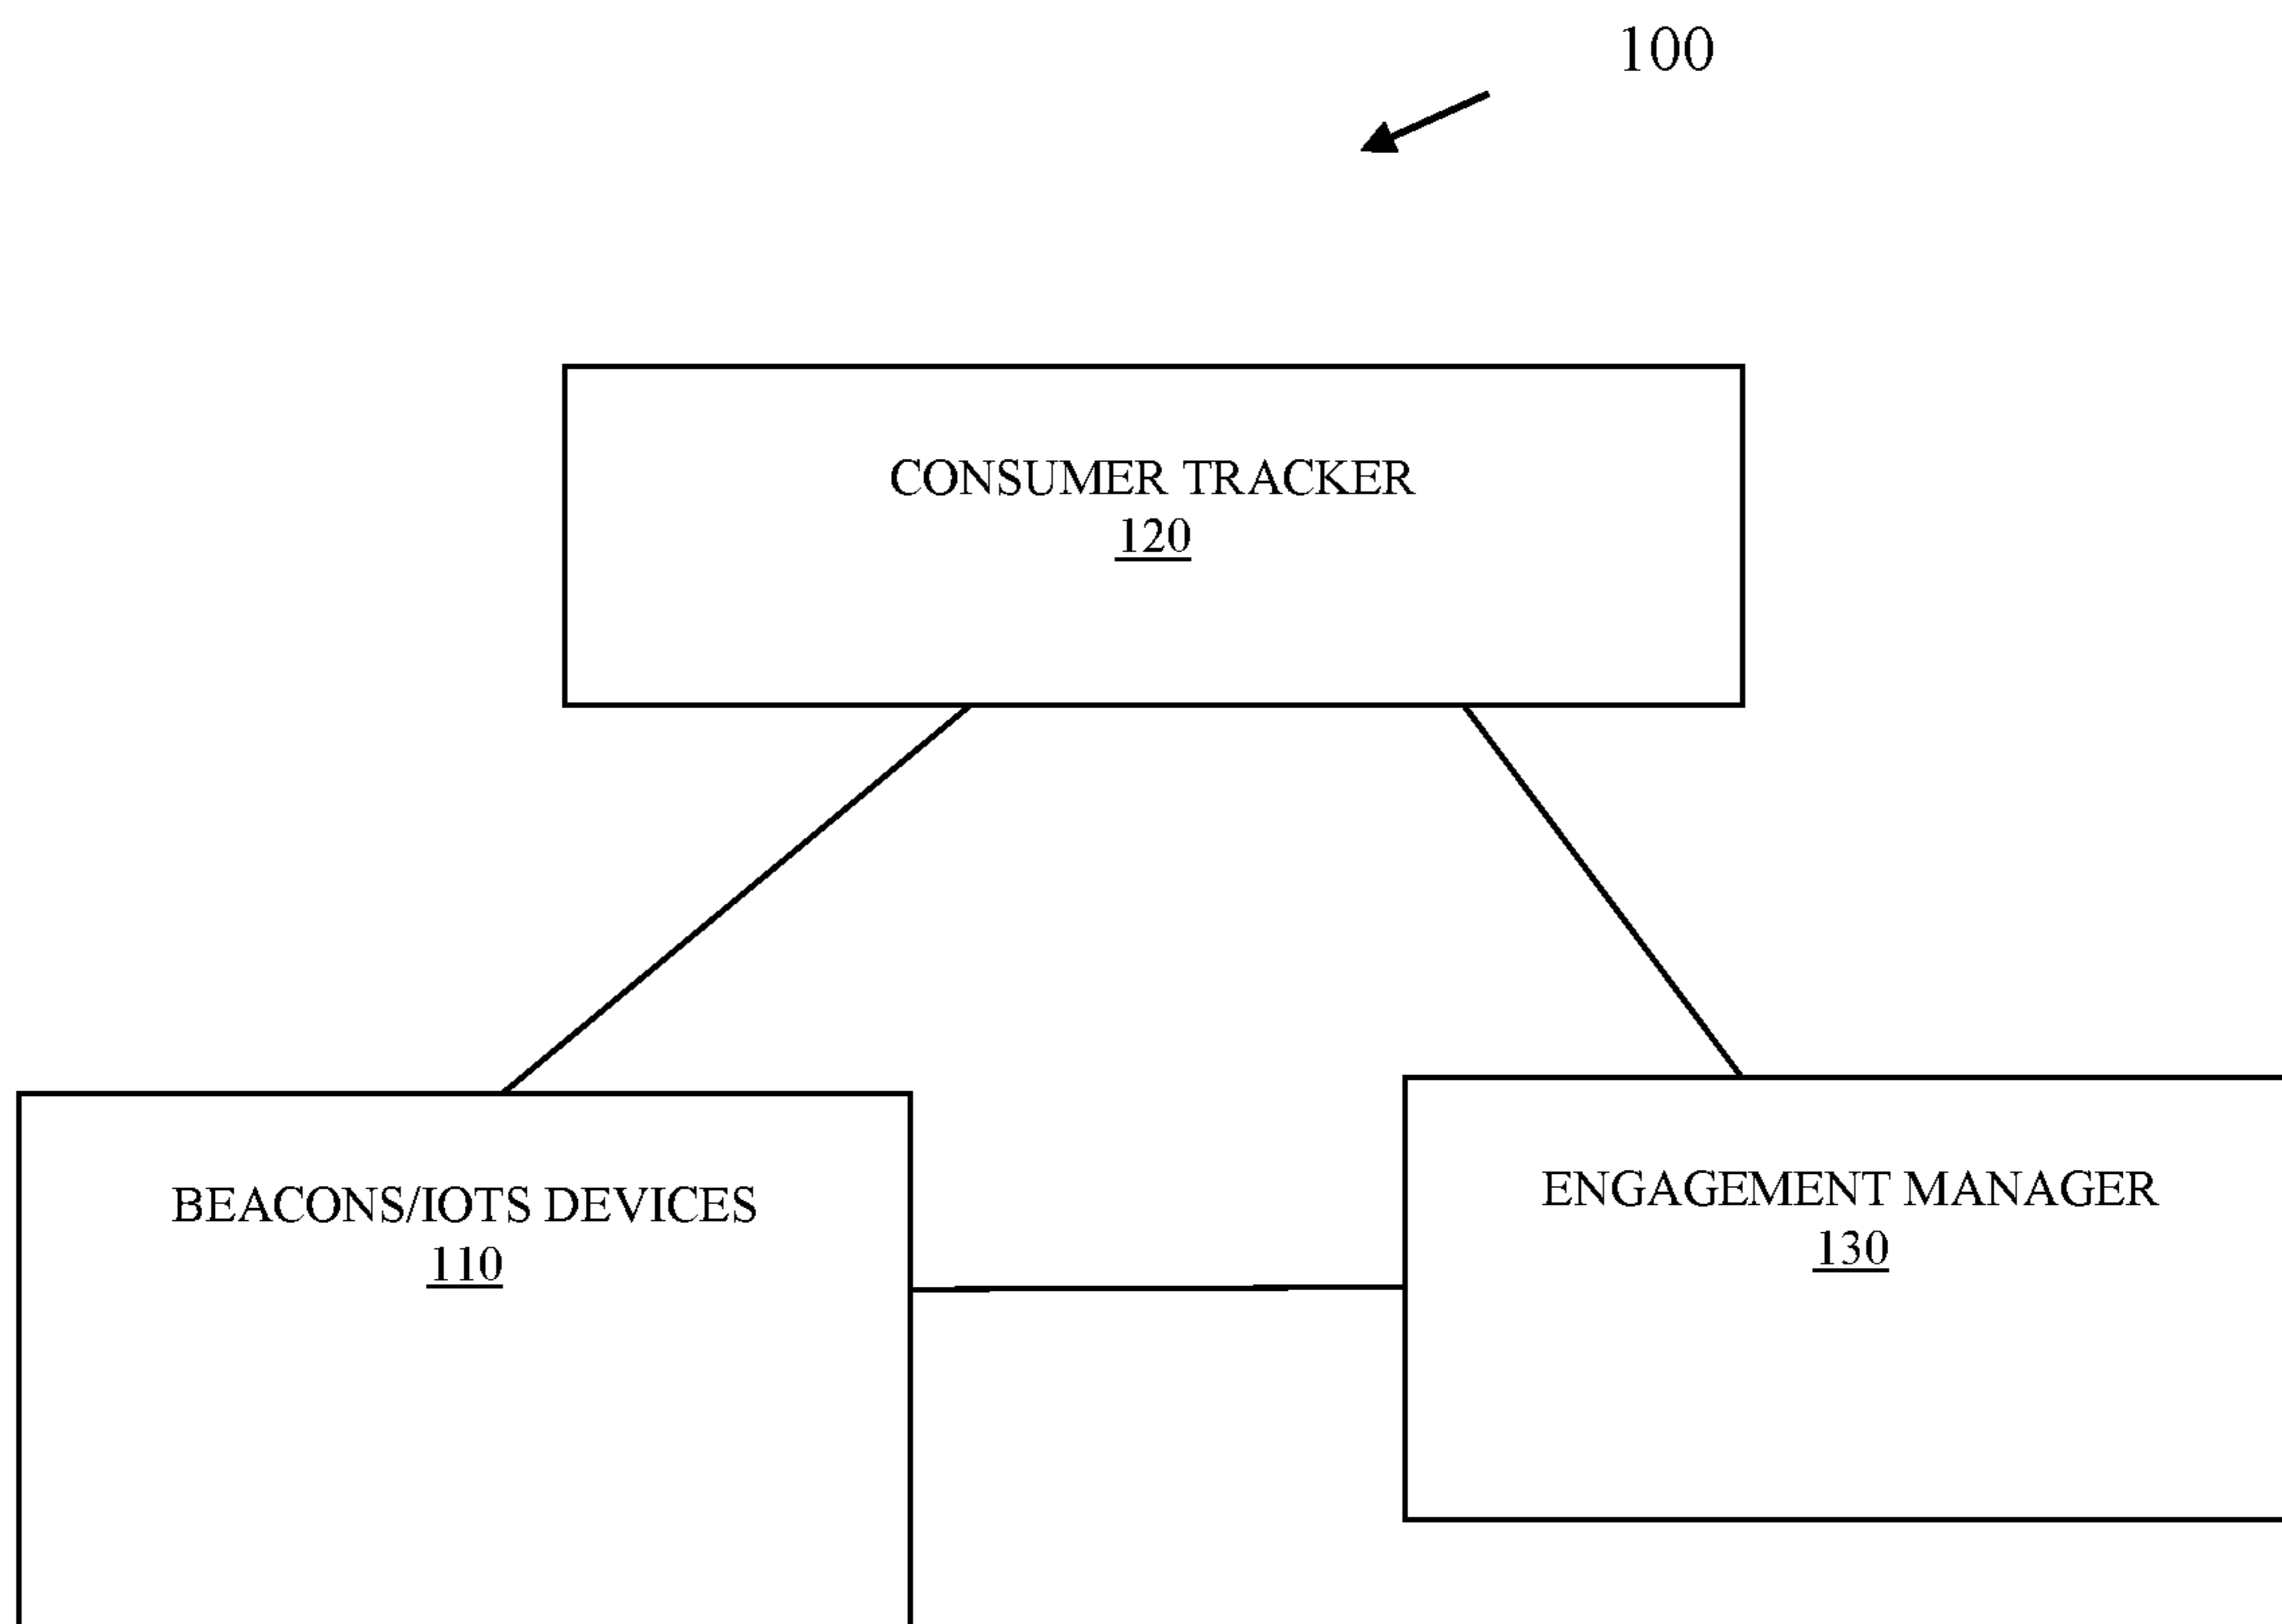 100
CONSUMER TRACKER
120
BEACONS/IOTS DEVICES
110
ENGAGEMENT MANAGER
130